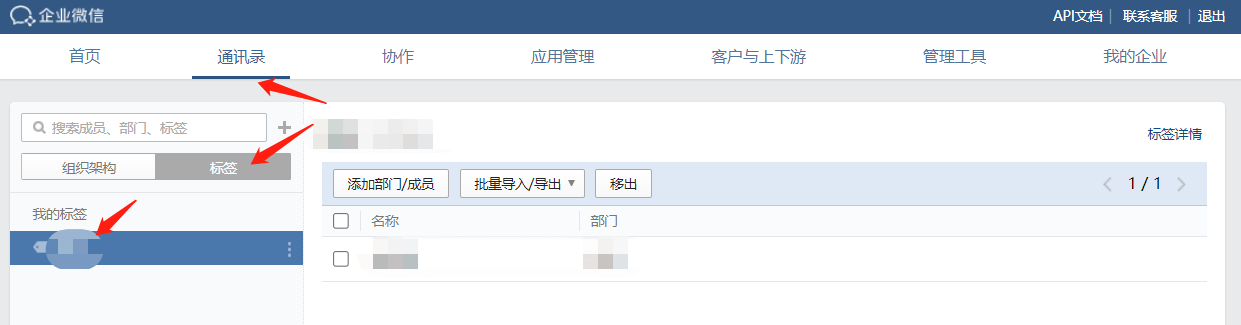 企业微信
API文档 | 联系客服 | 退出
首页 通讯录 协作 应用管理 客户与上下游 管理工具 我的企业
搜索成员、部门、标签 +
标签详情
组织架构 标签
添加部门/成员 批量导入/导出 移出 1 / 1
我的标签
名称 部门